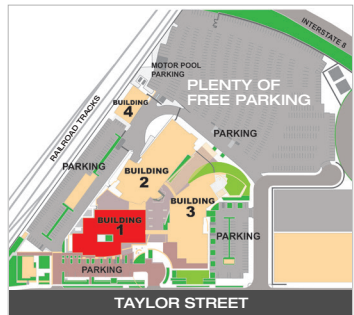 INTERSTATE 8
MOTOR POOL
PARKING
PLENTY OF
FREE PARKING
RAILROAD TRACKS
BUILDING
4
PARKING
PARKING
BUILDING
2
BUILDING
3
BUILDING
1
PARKING
PARKING
TAYLOR STREET